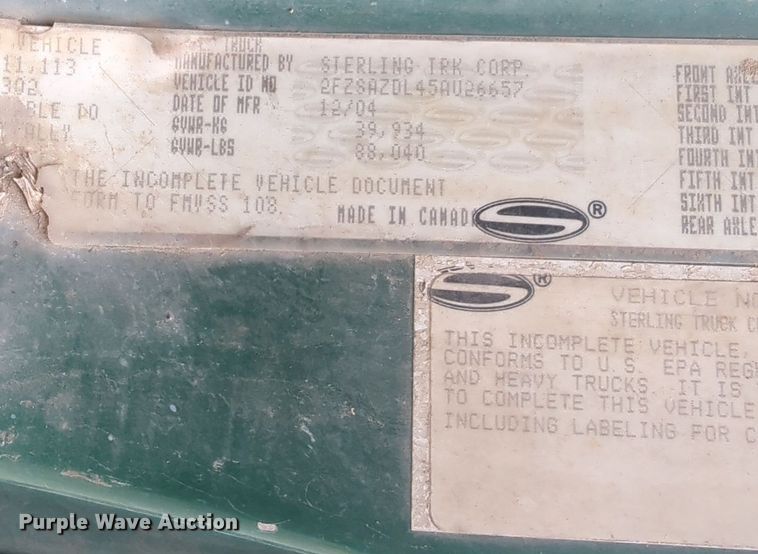 VEHICLE
11,113
302
BLE DO
ALLY
TRUCK
MANUFACTURED BY STERLING TRK CORP.
VEHICLE ID NO 2FZSAZDL45AU26657
DATE OF MFR 12/04
GVWR-KG 39,934
GVWR-LBS 88,040
THE INCOMPLETE VEHICLE DOCUMENT
FORM TO FMVSS 108.
MADE IN CANADA
®
FRONT AXLE
FIRST INT
SECOND INT
THIRD INT
FOURTH INT
FIFTH INT
SIXTH INT
REAR AXLE
®
VEHICLE NO
STERLING TRUCK C
THIS INCOMPLETE VEHICLE,
CONFORMS TO U.S. EPA REG
AND HEAVY TRUCKS. IT IS
TO COMPLETE THIS VEHICLE
INCLUDING LABELING FOR C
Purple Wave Auction